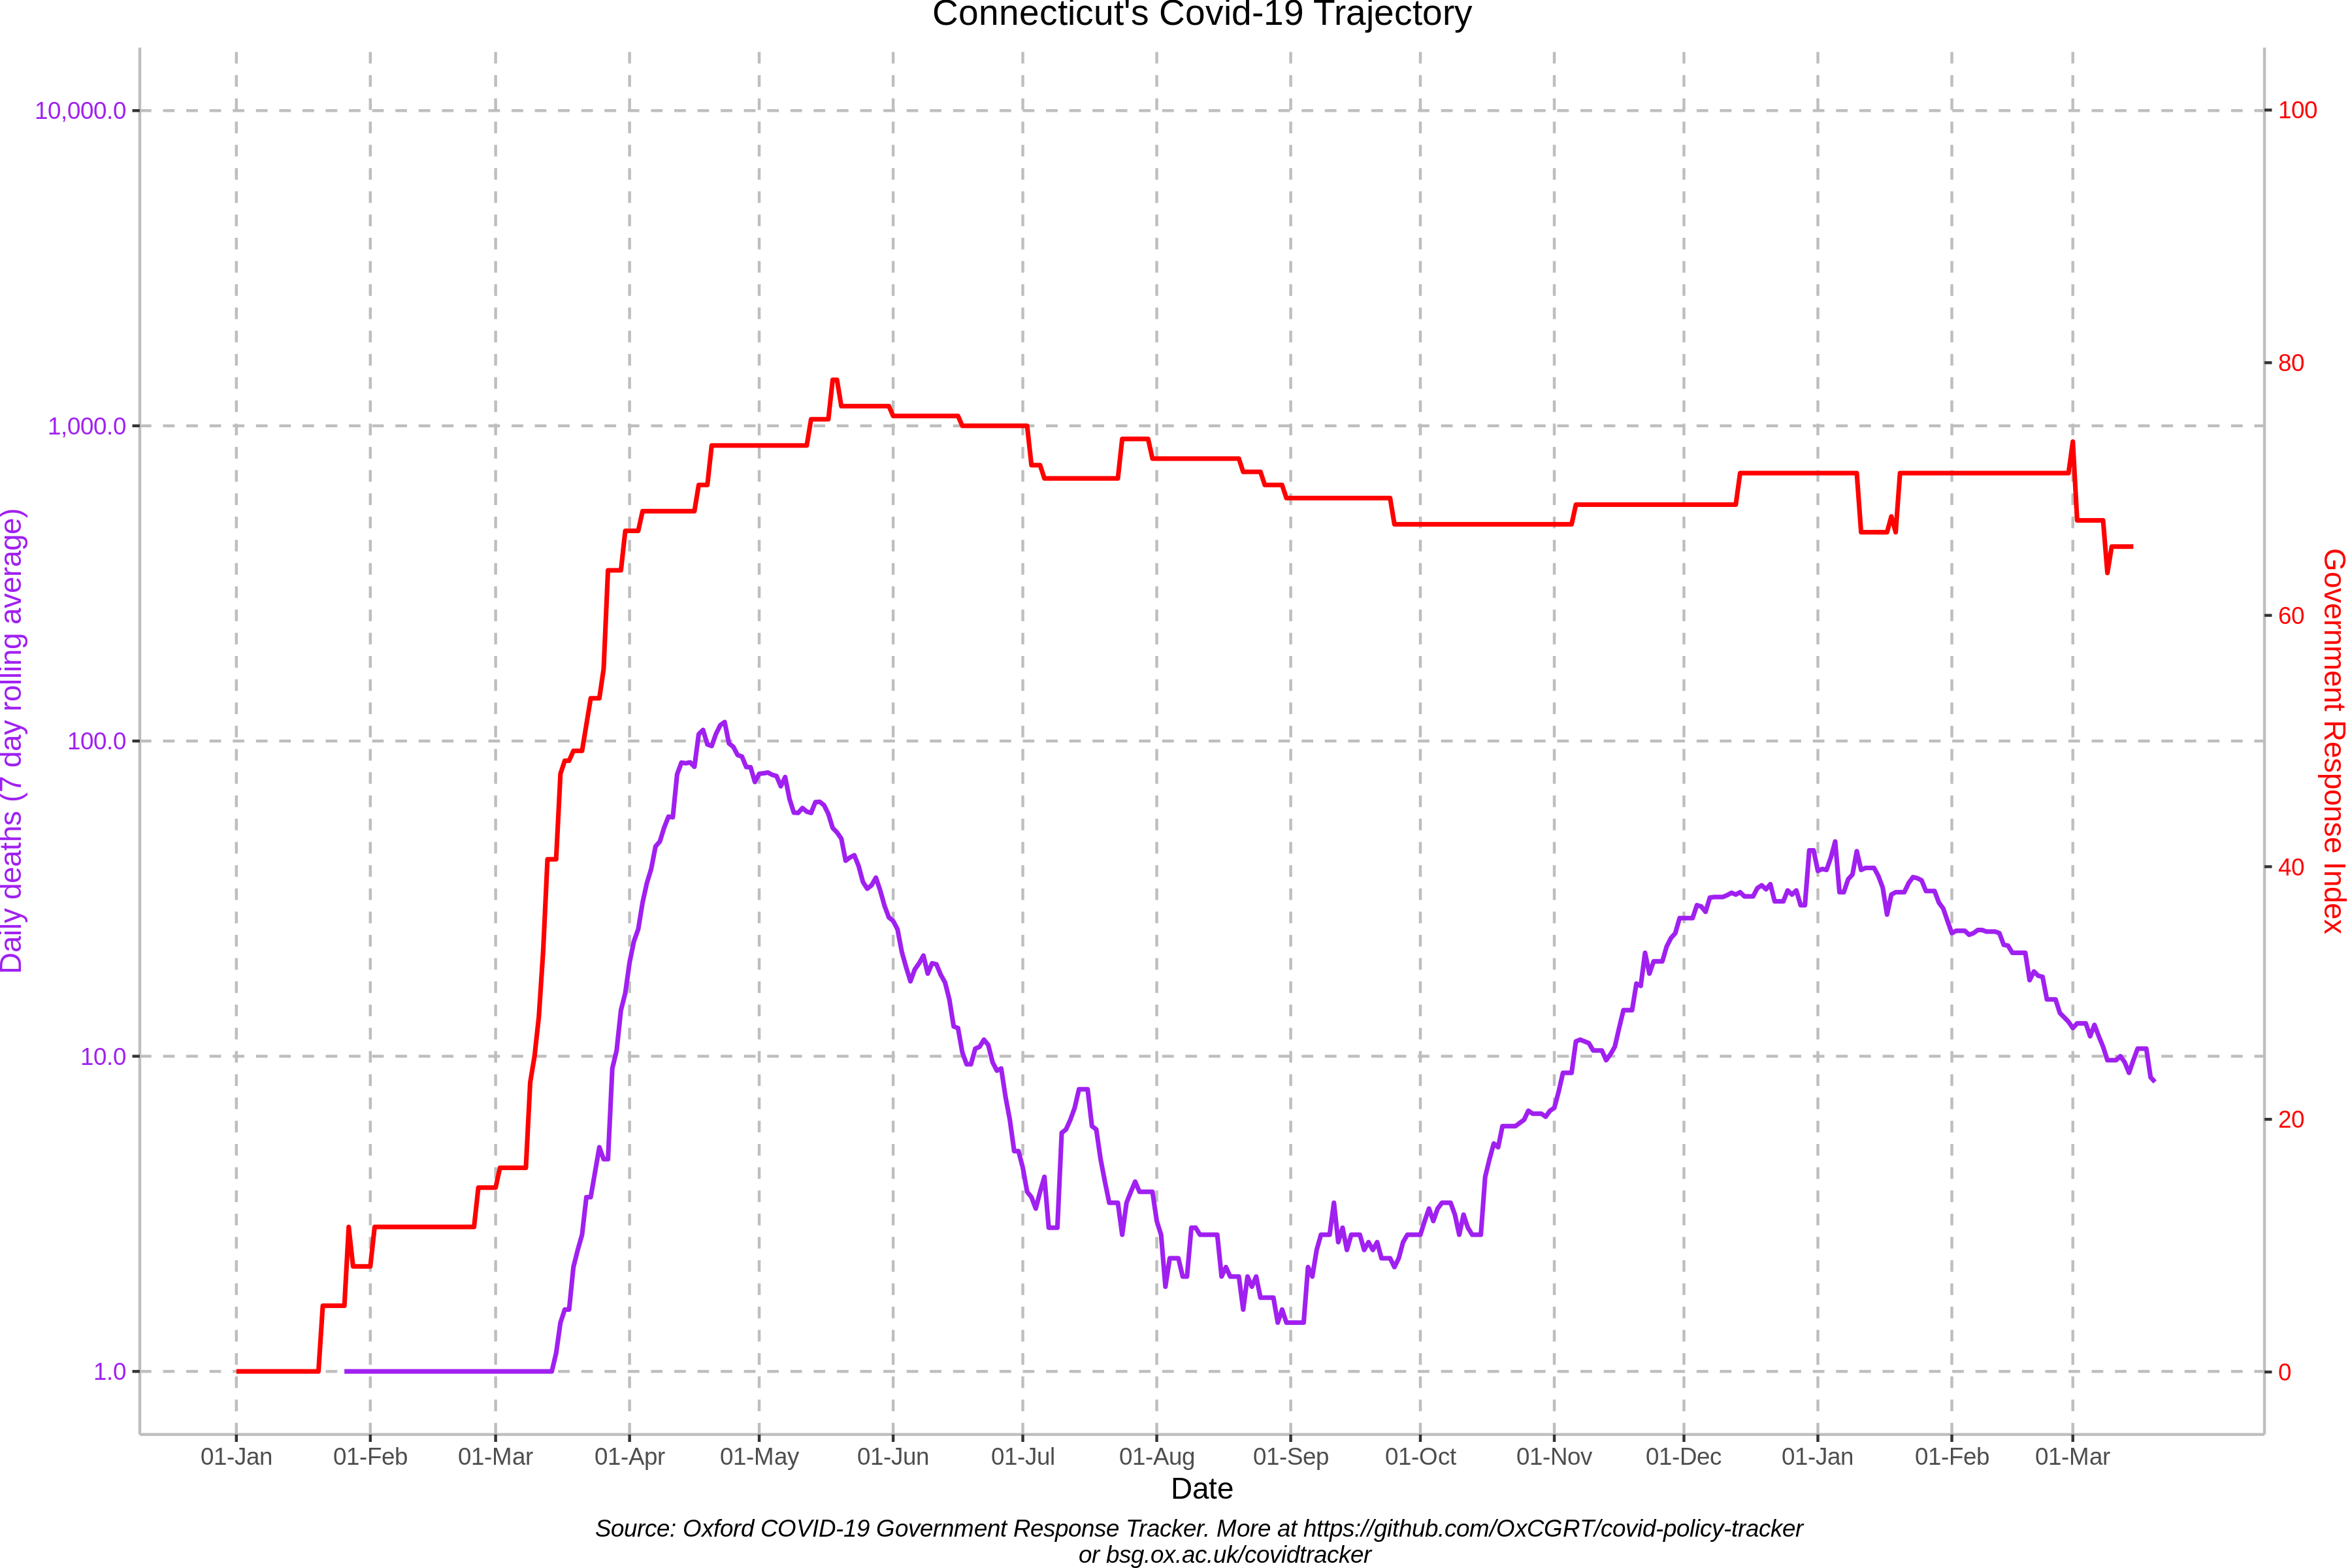 Connecticut's Covid-19 Trajectory
10,000.0
1,000.0
100.0
10.0
1.0
Daily deaths (7 day rolling average)
100
80
60
40
20
0
Government Response Index
01-Jan 01-Feb 01-Mar 01-Apr 01-May 01-Jun 01-Jul 01-Aug 01-Sep 01-Oct 01-Nov 01-Dec 01-Jan 01-Feb 01-Mar
Date
Source: Oxford COVID-19 Government Response Tracker. More at https://github.com/OxCGRT/covid-policy-tracker
or bsg.ox.ac.uk/covidtracker